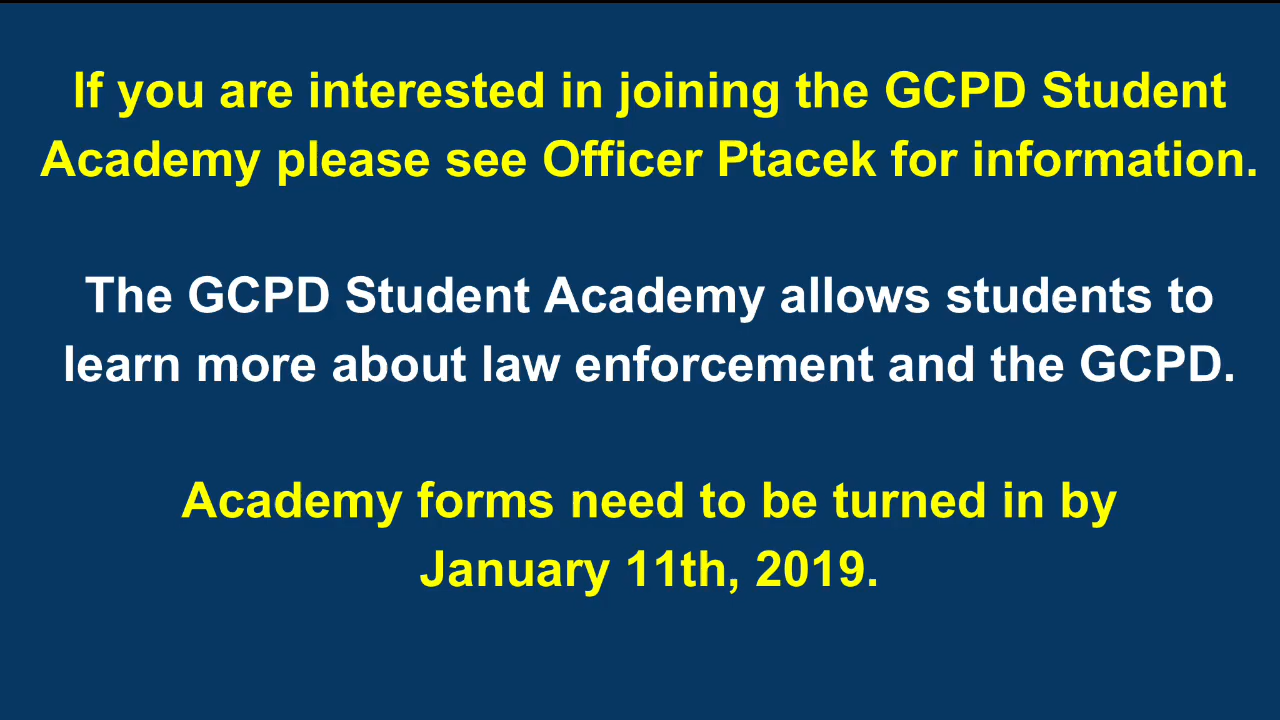 If you are interested in joining the GCPD Student
Academy please see Officer Ptacek for information.
The GCPD Student Academy allows students to
learn more about law enforcement and the GCPD.
Academy forms need to be turned in by
January 11th, 2019.